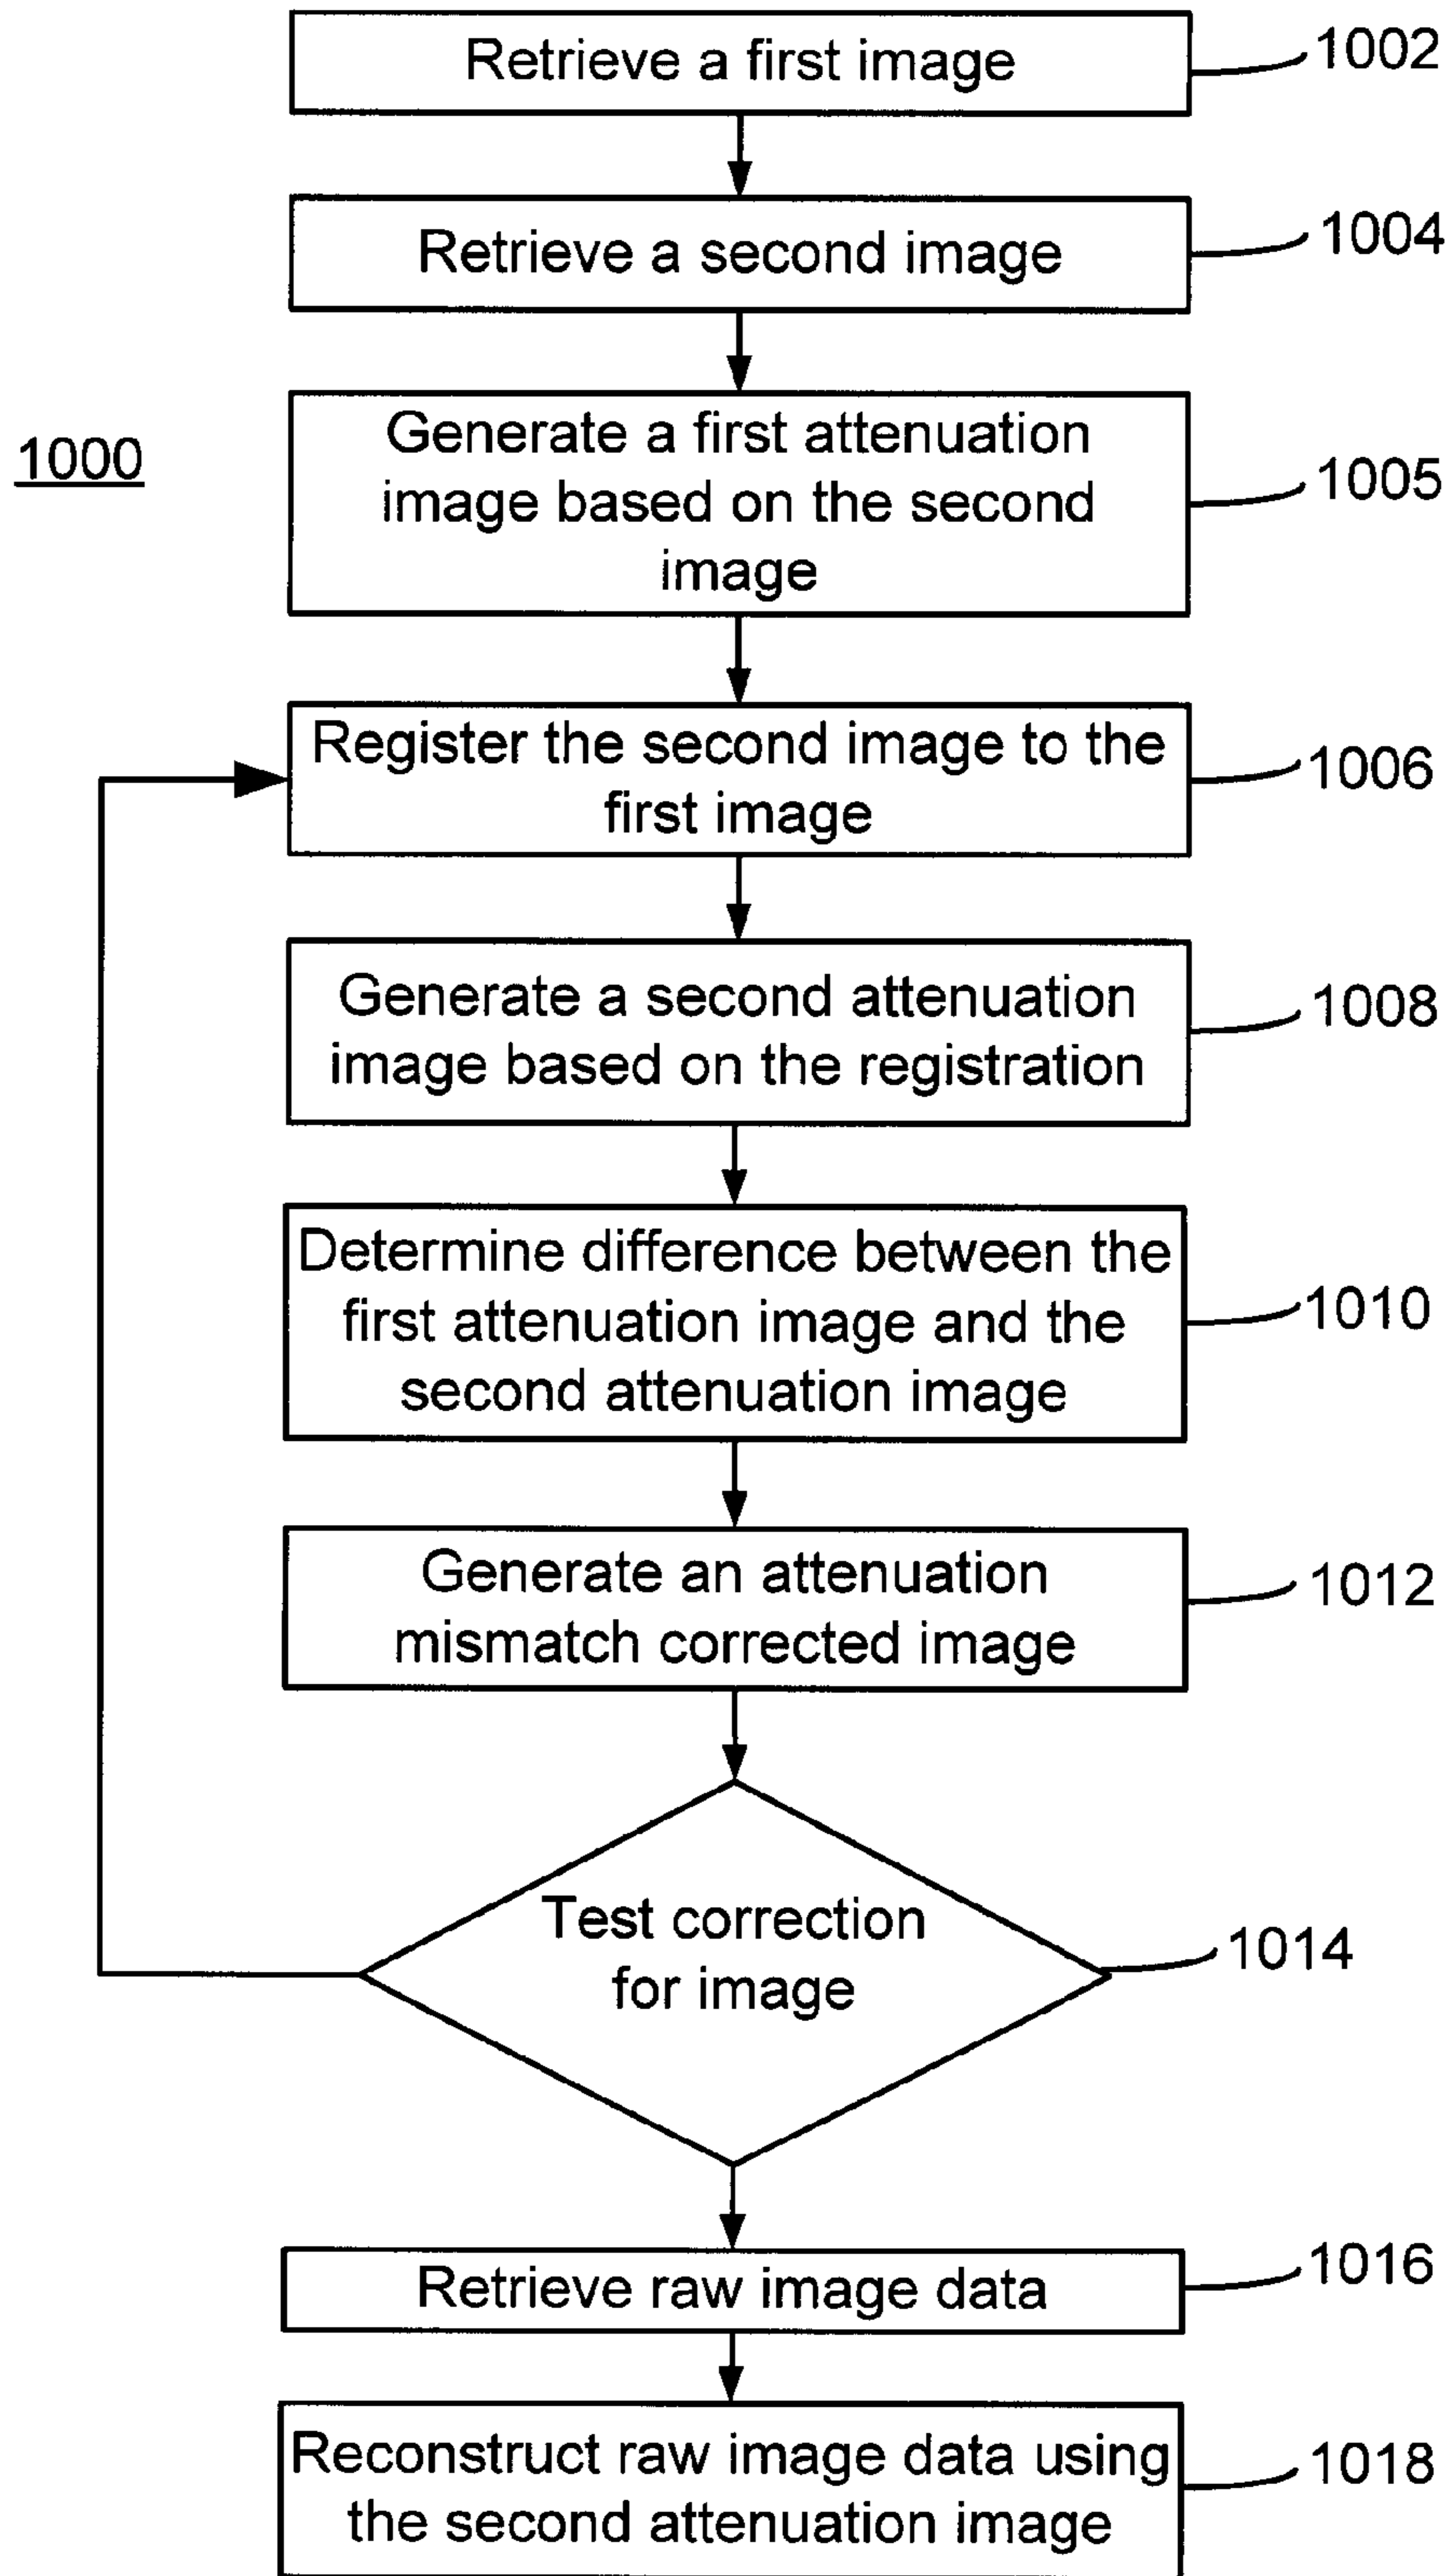 Retrieve a first image
1002
Retrieve a second image
1004
1000
Generate a first attenuation
image based on the second
image
1005
Register the second image to the
first image
1006
Generate a second attenuation
image based on the registration
1008
Determine difference between the
first attenuation image and the
second attenuation image
1010
Generate an attenuation
mismatch corrected image
1012
Test correction
for image
1014
Retrieve raw image data
1016
Reconstruct raw image data using
the second attenuation image
1018